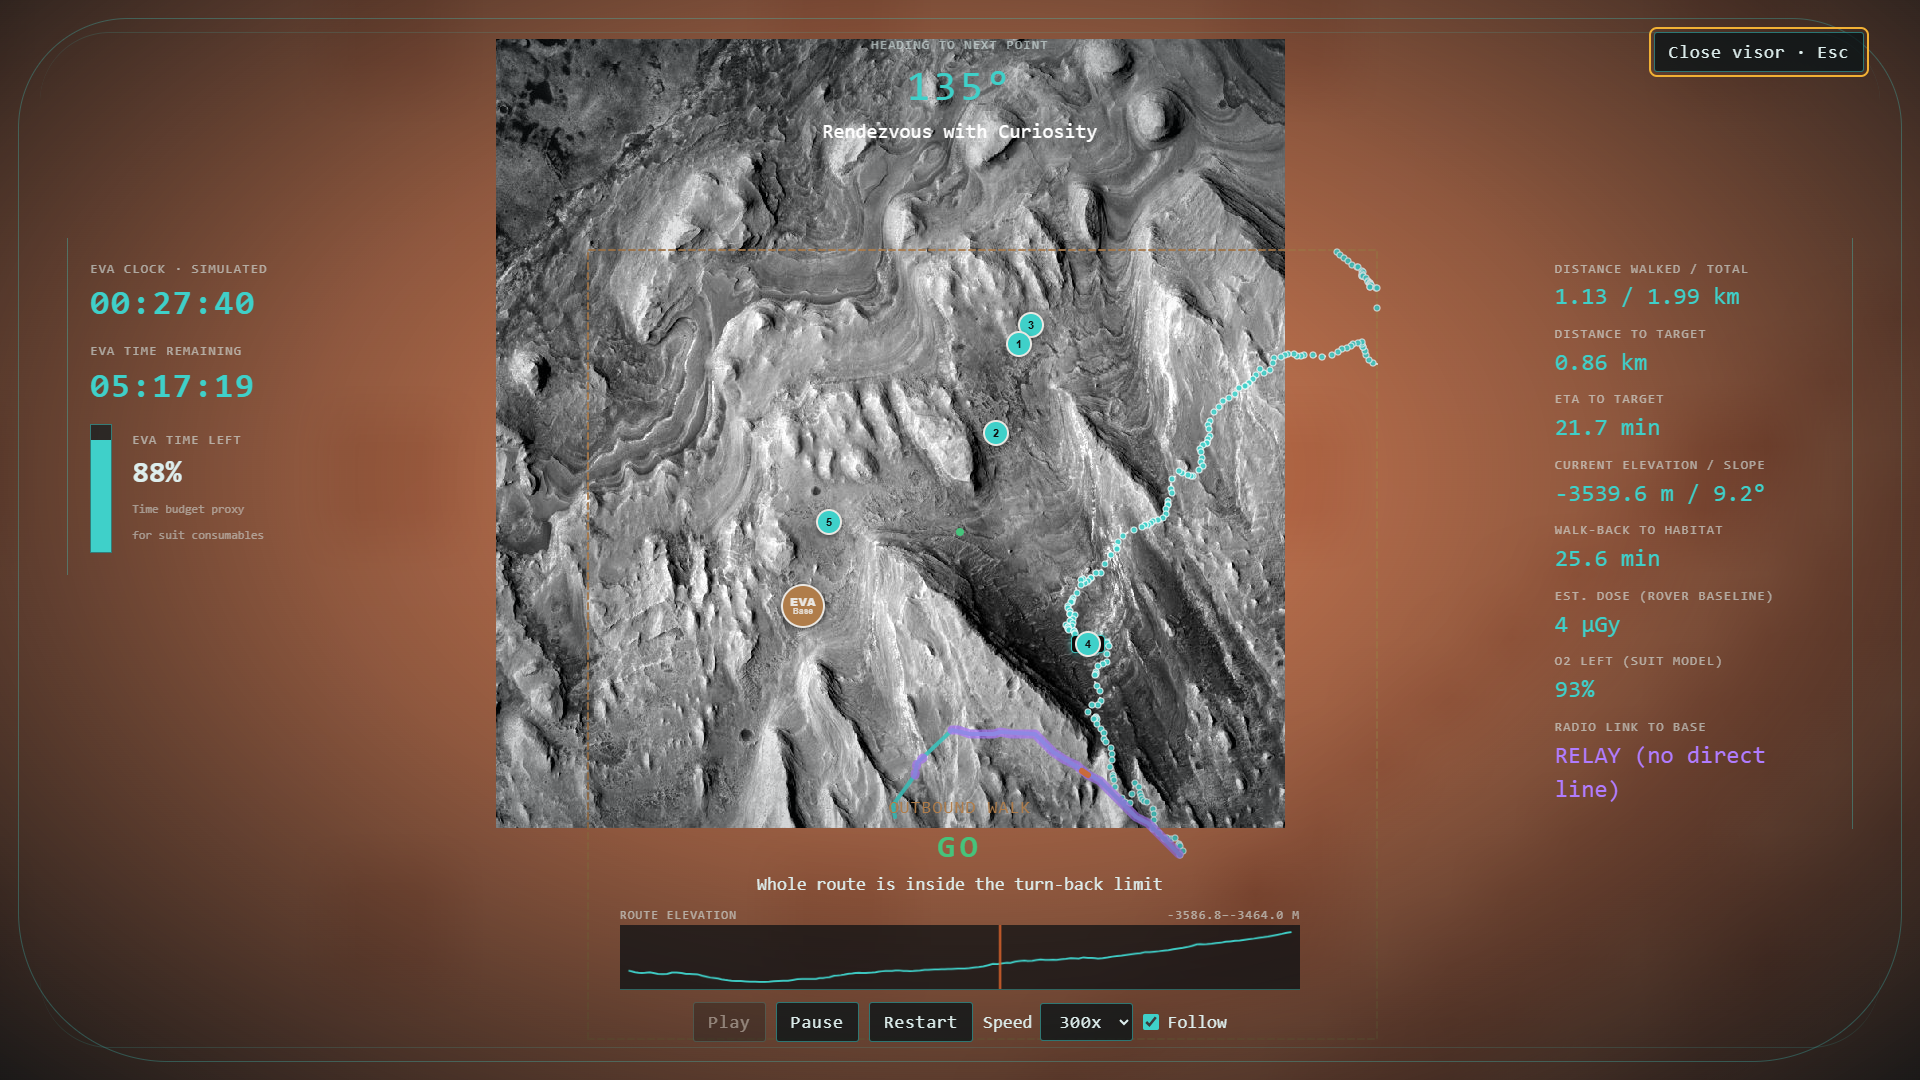 HEADING TO NEXT POINT
135°
Rendezvous with Curiosity
Close visor · Esc
EVA CLOCK · SIMULATED
00:27:40
EVA TIME REMAINING
05:17:19
EVA TIME LEFT
88%
Time budget proxy
for suit consumables
3
1
2
5
EVA
Base
4
DISTANCE WALKED / TOTAL
1.13 / 1.99 km
DISTANCE TO TARGET
0.86 km
ETA TO TARGET
21.7 min
CURRENT ELEVATION / SLOPE
-3539.6 m / 9.2°
WALK-BACK TO HABITAT
25.6 min
EST. DOSE (ROVER BASELINE)
4 µGy
O2 LEFT (SUIT MODEL)
93%
RADIO LINK TO BASE
RELAY (no direct
line)
OUTBOUND WALK
GO
Whole route is inside the turn-back limit
ROUTE ELEVATION
-3586.8--3464.0 M
Play
Pause
Restart
Speed
300x
Follow